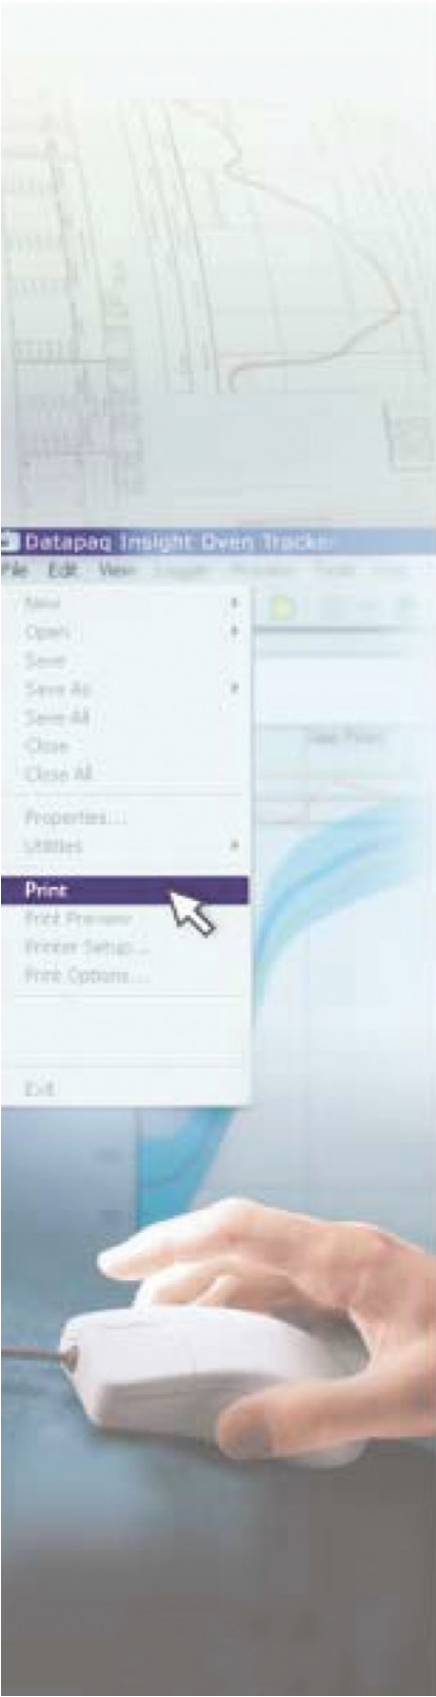 Datapaq Insight Oven Tracker
File Edit View
New
Open
Save
Save As
Save All
Close
Close All
Properties...
Utilities
Print
Print Preview
Printer Setup...
Print Options...
Exit